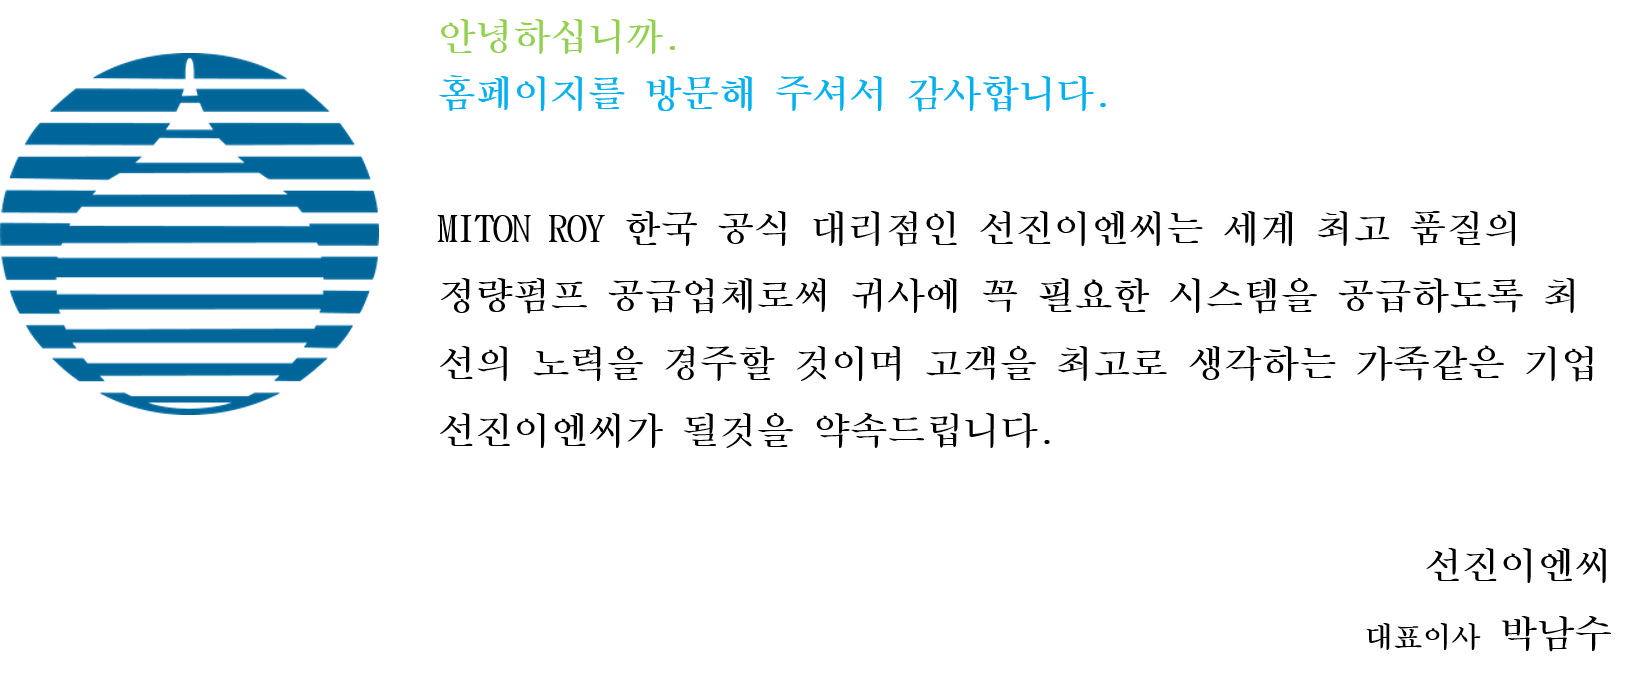 안녕하십니까.
홈페이지를 방문해 주셔서 감사합니다.
MITON ROY 한국 공식 대리점인 선진이엔씨는 세계 최고 품질의
정량펌프 공급업체로써 귀사에 꼭 필요한 시스템을 공급하도록 최
선의 노력을 경주할 것이며 고객을 최고로 생각하는 가족같은 기업
선진이엔씨가 될것을 약속드립니다.
선진이엔씨
대표이사 박남수